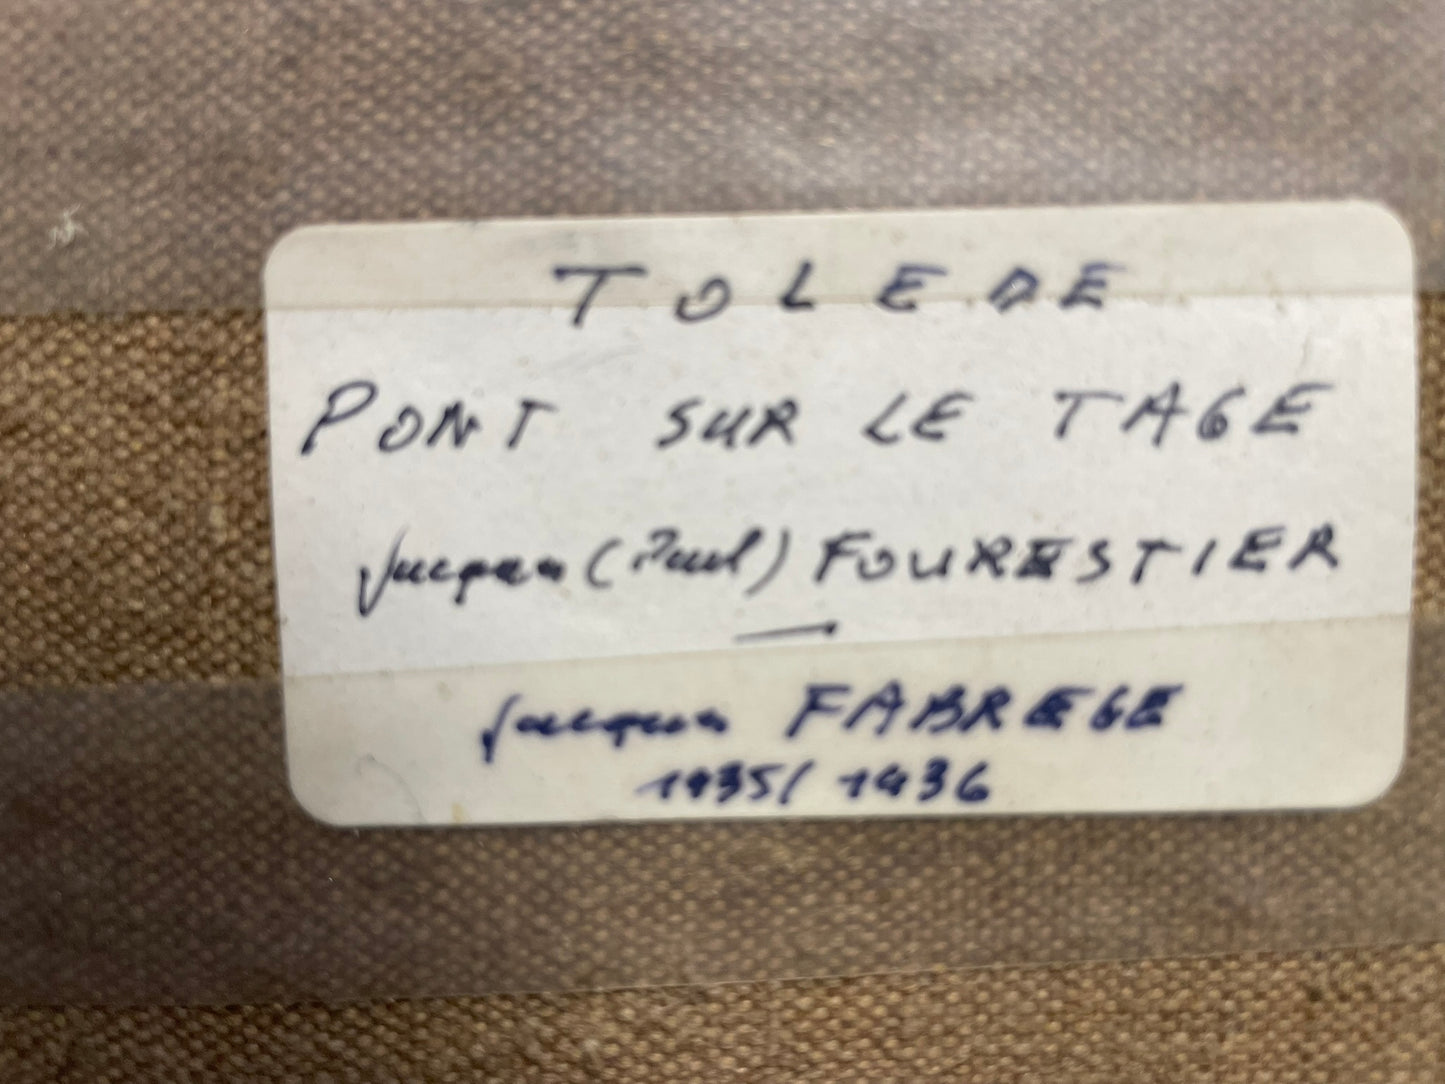 TOLEDE
PONT SUR LE TAGE
Jacques (Paul) FOURESTIER
Jacques FABREGE
1935/1936